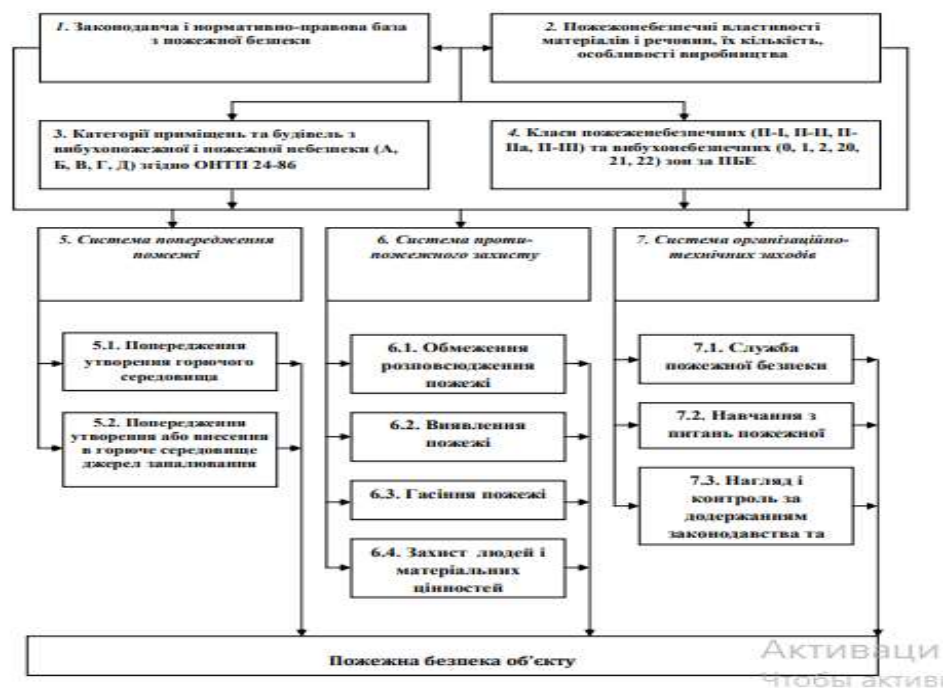 1. Законодавча і нормативно-правова база
з пожежної безпеки
2. Пожежонебезпечні властивості
матеріалів і речовин, їх кількість,
особливості виробництва
3. Категорії приміщень та будівель з
вибухопожежної і пожежної небезпеки (А,
Б, В, Г, Д) згідно ОНТП 24-86
4. Класи пожеженебезпечних (П-І, П-ІІ, П-
ІІа, П-ІІІ) та вибухонебезпечних (0, 1, 2, 20,
21, 22) зон за ПБЕ
5. Система попередження
пожежі
6. Система проти-
пожежного захисту
7. Система організаційно-
технічних заходів
5.1. Попередження
утворення горючого
середовища
5.2. Попередження
утворення або внесення
в горюче середовище
джерел запалювання
6.1. Обмеження
розповсюдження
пожежі
6.2. Виявлення
пожежі
6.3. Гасіння пожежі
6.4. Захист людей і
матеріальних
цінностей
7.1. Служба
пожежної безпеки
7.2. Навчання з
питань пожежної
7.3. Нагляд і
контроль за
додержанням
законодавства та
Пожежна безпека об'єкту
Активаци
Чтобы активи